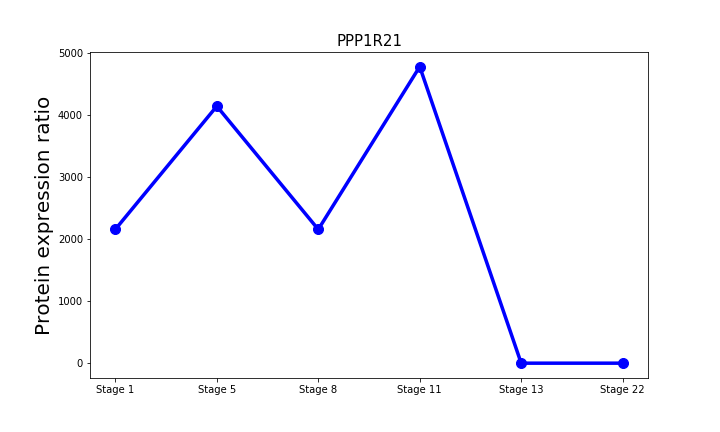 PPP1R21
Protein expression ratio
5000
4000
3000
2000
1000
0
Stage 1 Stage 5 Stage 8 Stage 11 Stage 13 Stage 22